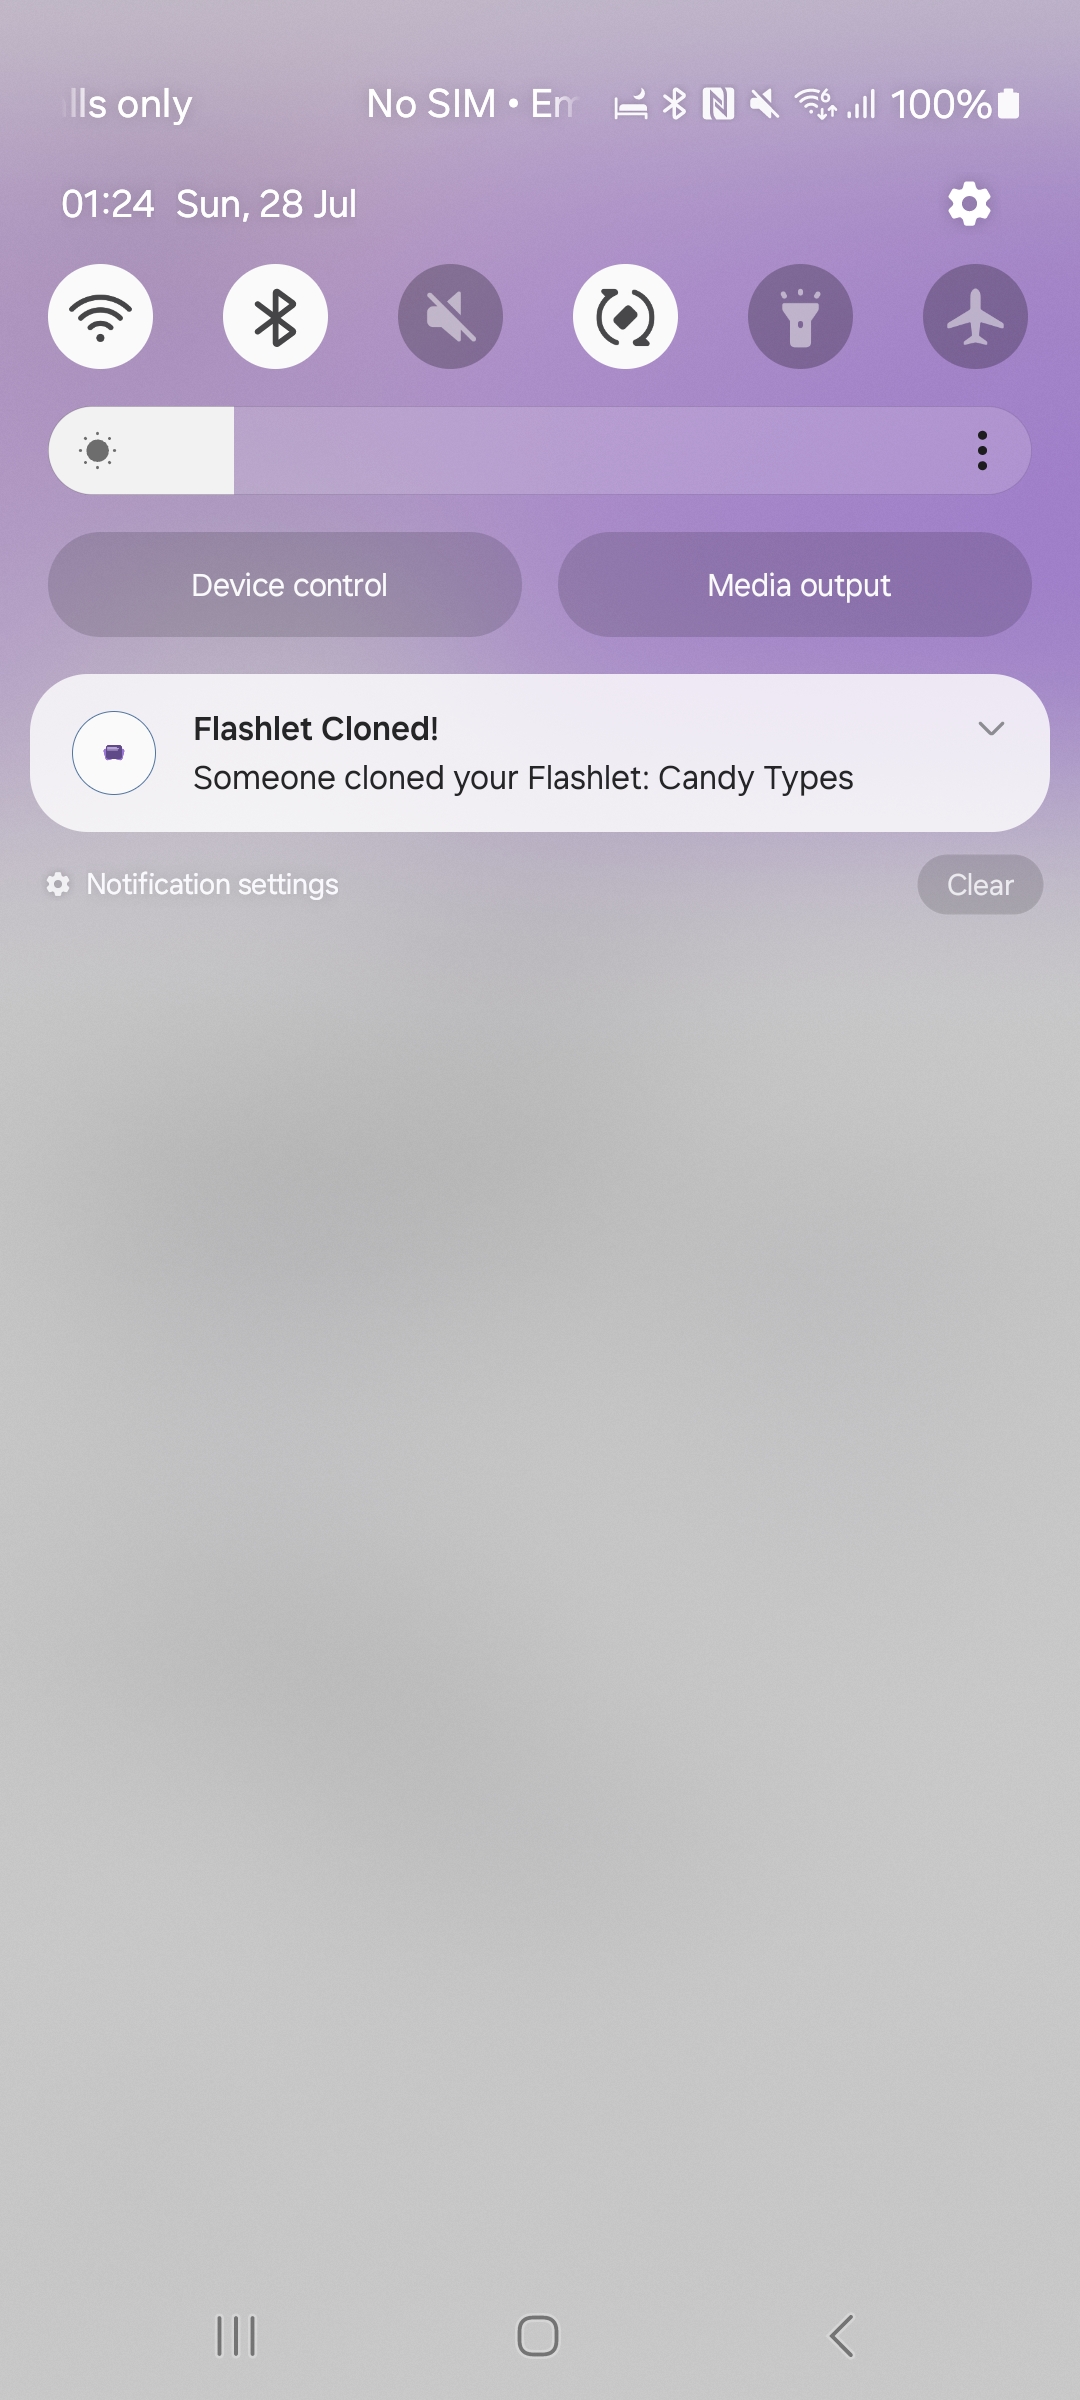 lls only No SIM • Em 100%
01:24 Sun, 28 Jul
Device control Media output
Flashlet Cloned!
Someone cloned your Flashlet: Candy Types
Notification settings Clear